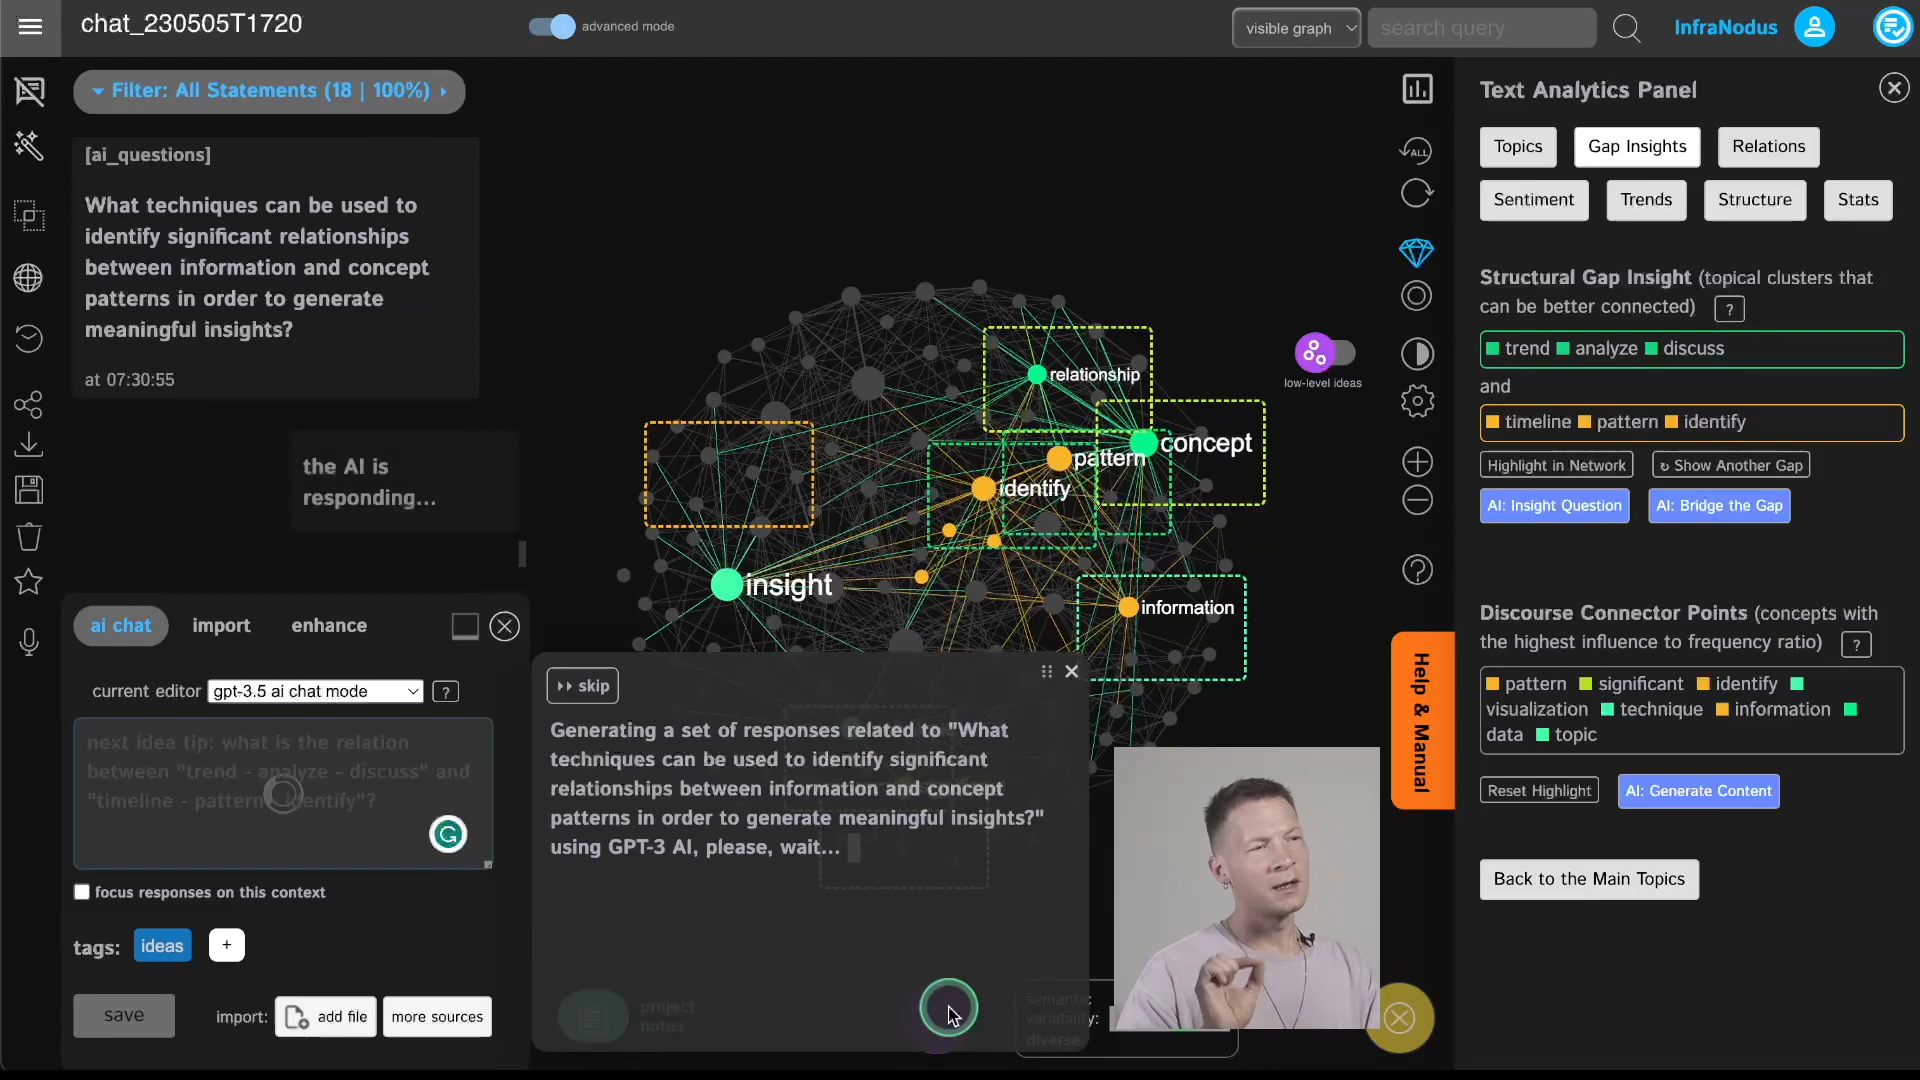 chat_230505T1720
advanced mode
visible graph
search query
InfraNodus
Filter: All Statements (18 | 100%)
[ai_questions]
What techniques can be used to
identify significant relationships
between information and concept
patterns in order to generate
meaningful insights?
at 07:30:55
the AI is
responding...
ai chat
import
enhance
current editor
gpt-3.5 ai chat mode
?
next idea tip: what is the relation
between "trend - analyze - discuss" and
"timeline - pattern - identify"?
focus responses on this context
tags:
ideas
+
save
import:
add file
more sources
relationship
concept
pattern
identify
insight
information
skip
Generating a set of responses related to "What
techniques can be used to identify significant
relationships between information and concept
patterns in order to generate meaningful insights?"
using GPT-3 AI, please, wait...
project
notes
semantic
variability:
diverse
ALL
low-level ideas
Help & Manual
Text Analytics Panel
Topics
Gap Insights
Relations
Sentiment
Trends
Structure
Stats
Structural Gap Insight (topical clusters that
can be better connected) ?
trend analyze discuss
and
timeline pattern identify
Highlight in Network
Show Another Gap
AI: Insight Question
AI: Bridge the Gap
Discourse Connector Points (concepts with
the highest influence to frequency ratio) ?
pattern significant identify
visualization technique information
data topic
Reset Highlight
AI: Generate Content
Back to the Main Topics